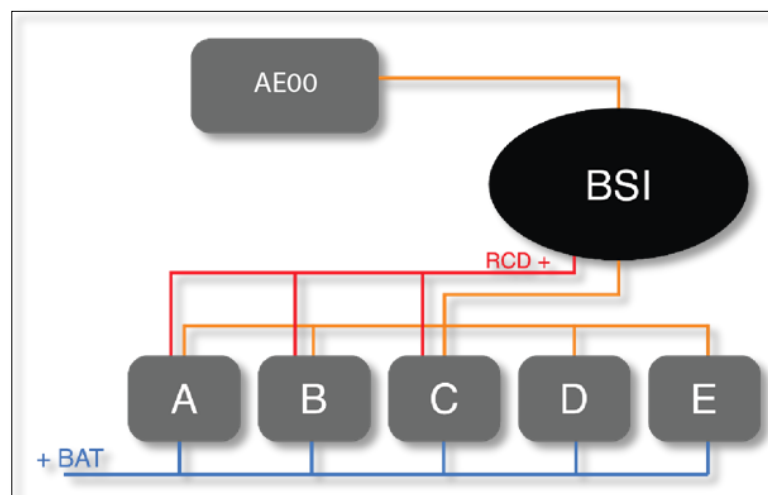 AE00
BSI
RCD +
A B C D E
+ BAT